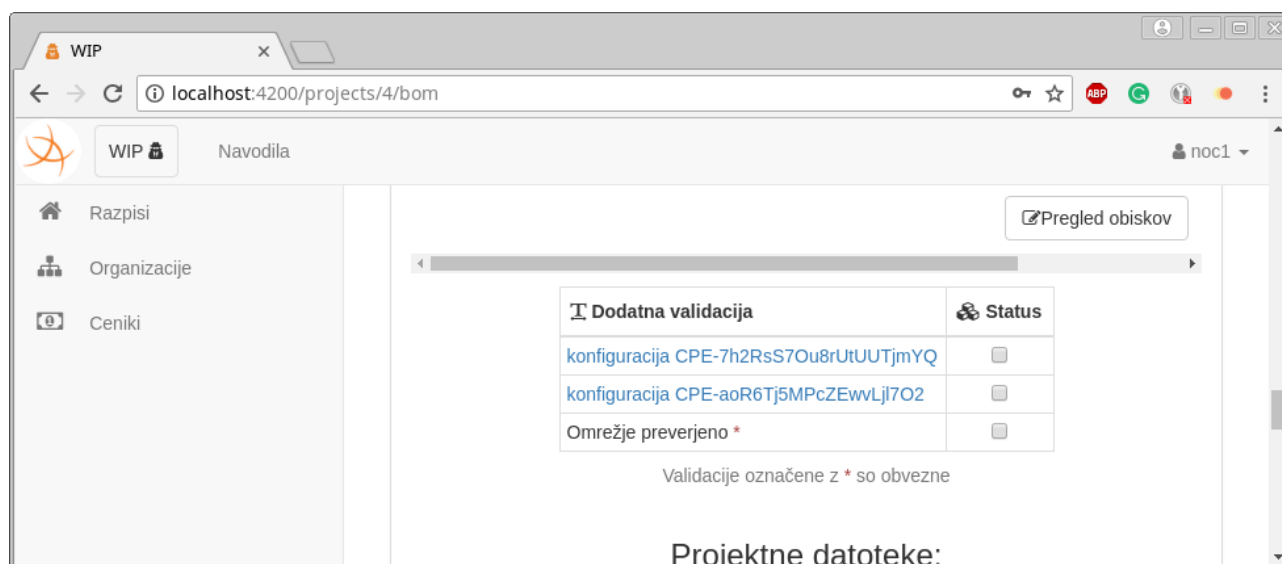 WIP
localhost:4200/projects/4/bom
ABP
WIP
Navodila
noc1
Razpisi
Organizacije
Ceniki
Pregled obiskov
Dodatna validacija
Status
konfiguracija CPE-7h2RsS7Ou8rUtUUTjmYQ
konfiguracija CPE-aoR6Tj5MPcZEwvLjl7O2
Omrežje preverjeno *
Validacije označene z * so obvezne
Projektne datoteke: